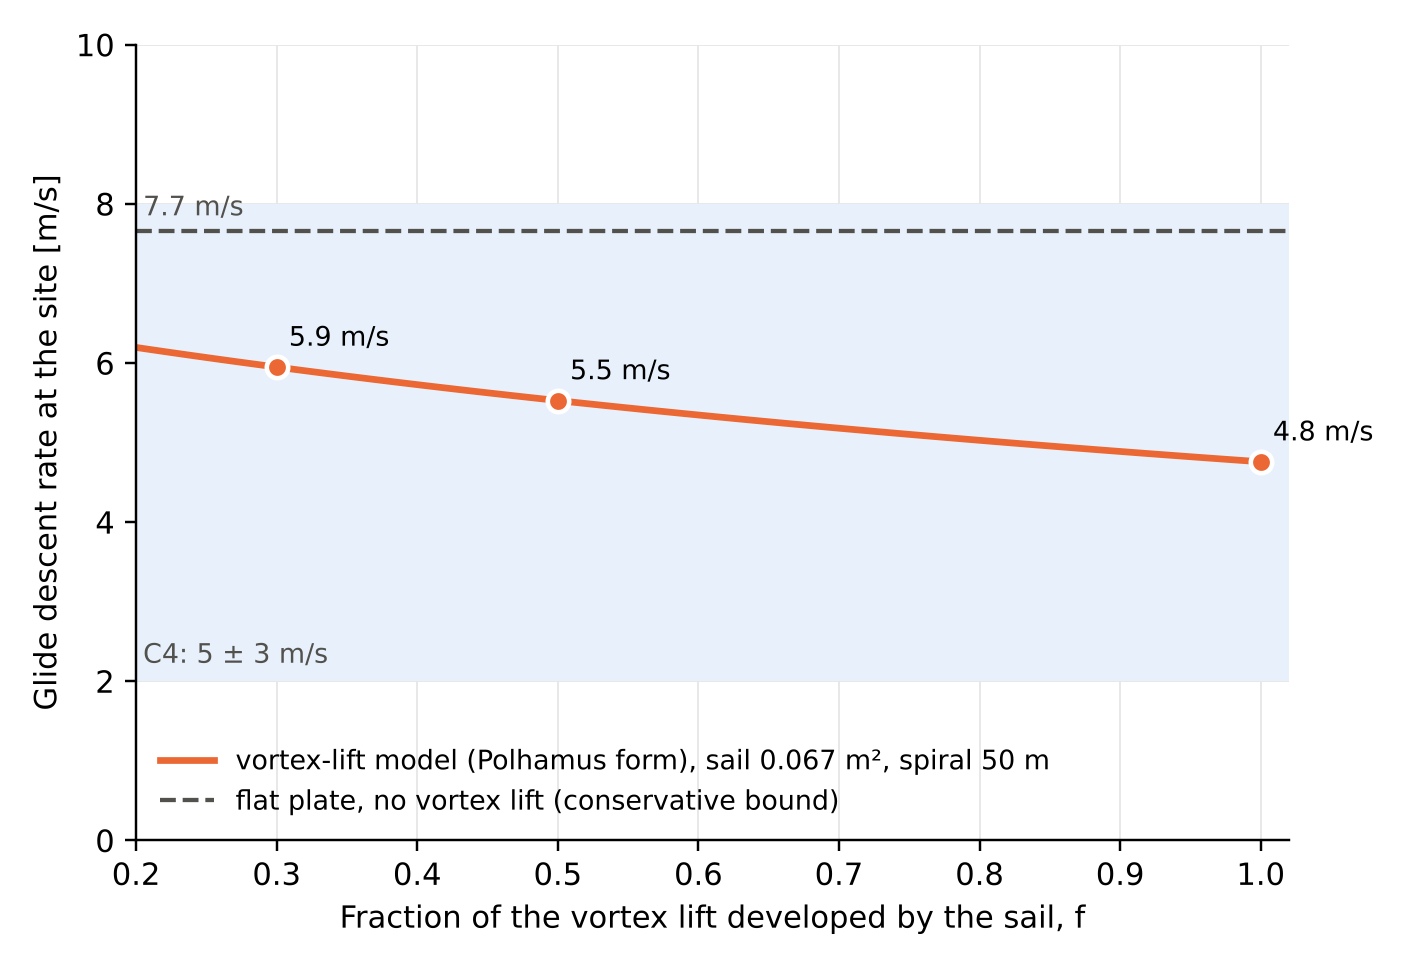 Glide descent rate at the site [m/s]
10
8
6
4
2
0
7.7 m/s
5.9 m/s
5.5 m/s
4.8 m/s
C4: 5 ± 3 m/s
vortex-lift model (Polhamus form), sail 0.067 m², spiral 50 m
flat plate, no vortex lift (conservative bound)
0.2 0.3 0.4 0.5 0.6 0.7 0.8 0.9 1.0
Fraction of the vortex lift developed by the sail, f